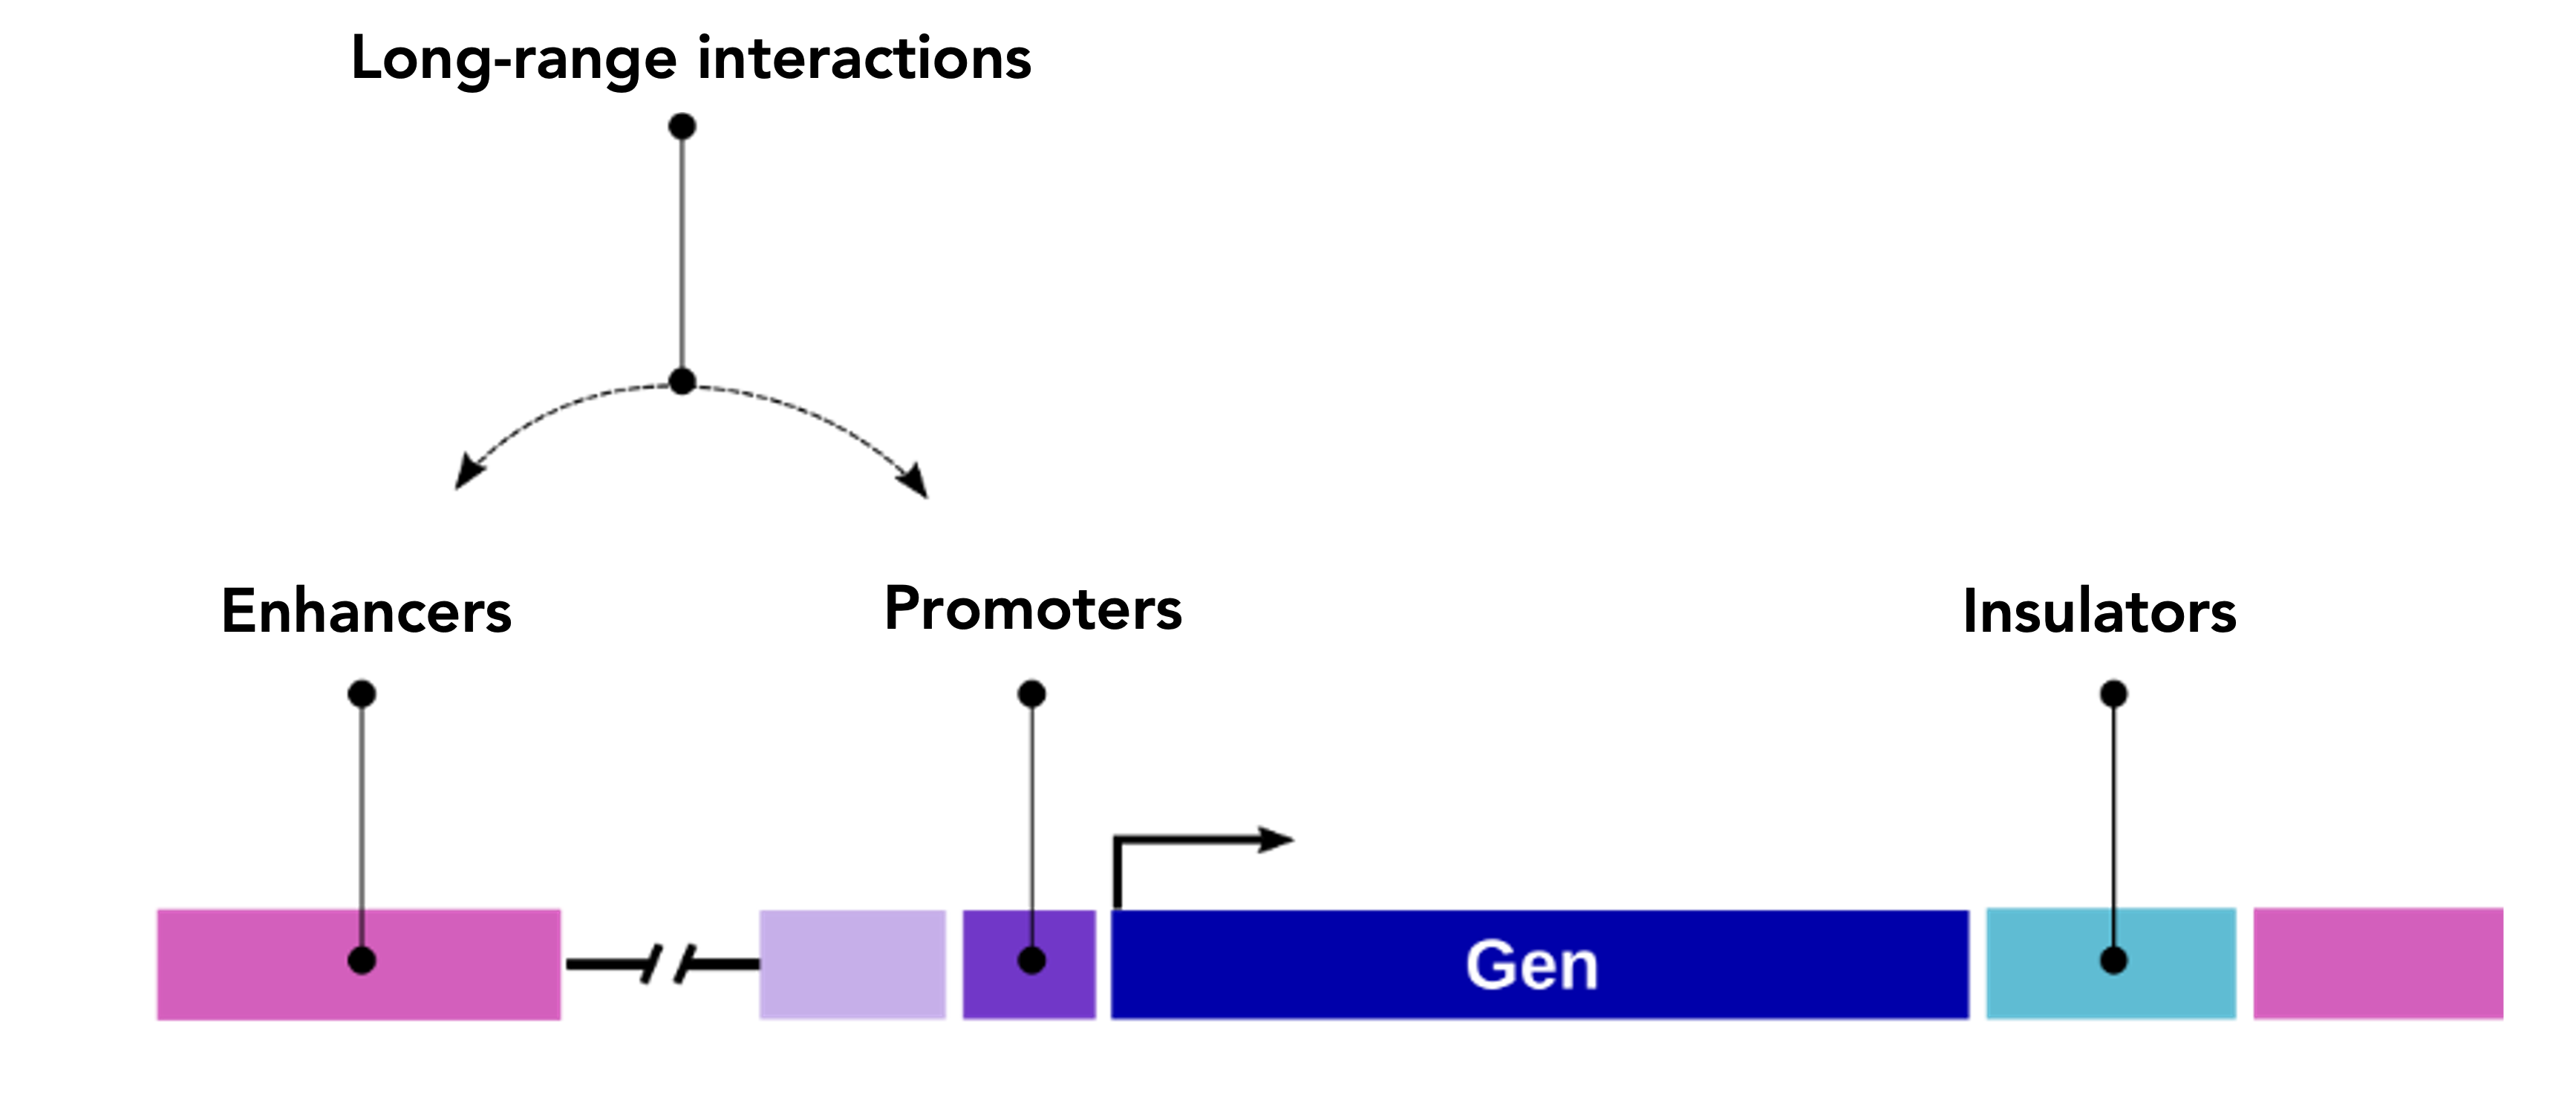 Long-range interactions
Enhancers
Promoters
Insulators
Gen